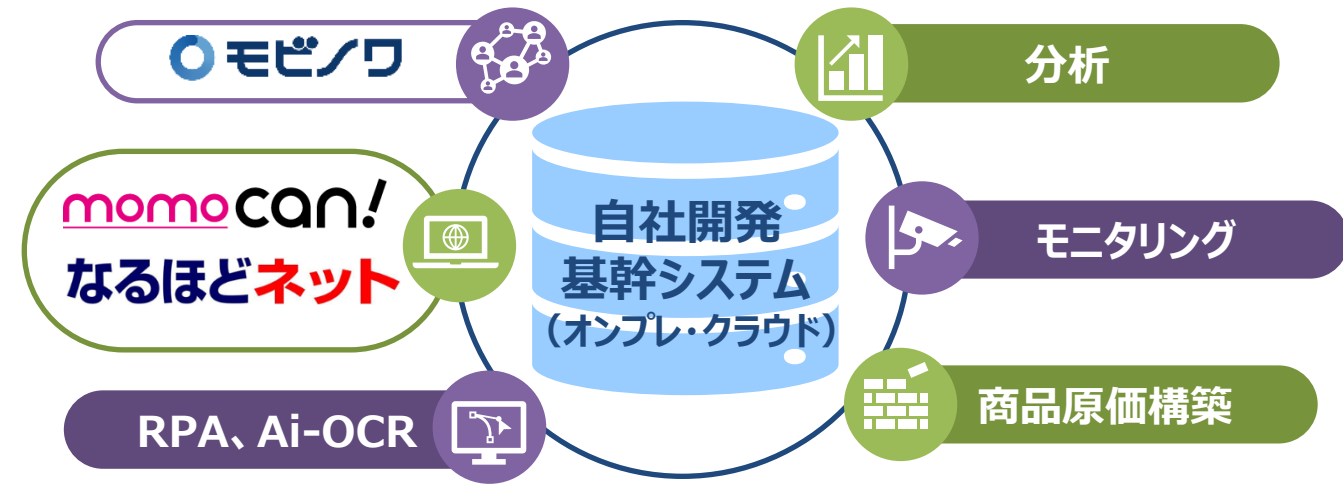 モビノワ
分析
momocan!
なるほどネット
自社開発
基幹システム
（オンプレ・クラウド）
モニタリング
RPA、Ai-OCR
商品原価構築